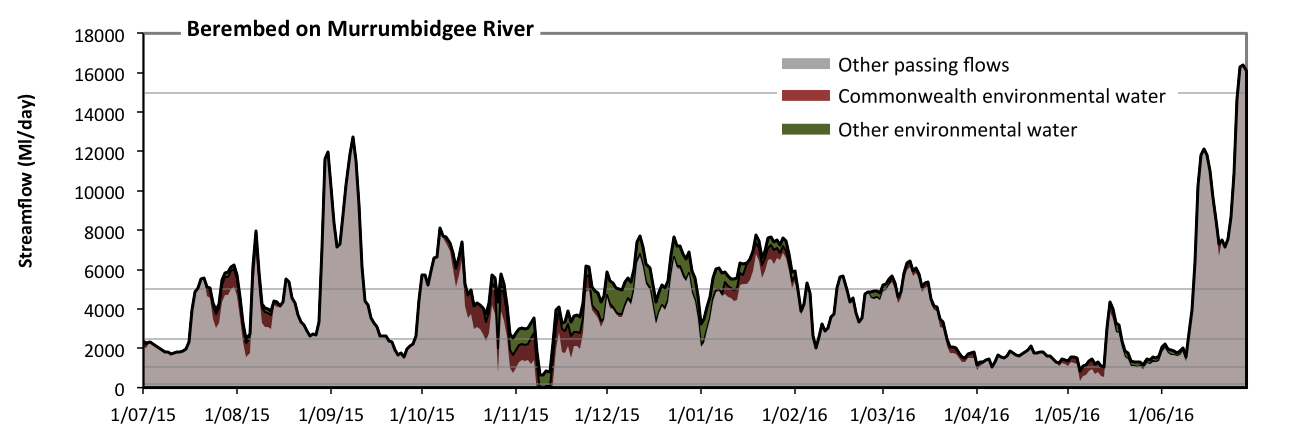 Berembed on Murrumbidgee River
Streamflow (Ml/day)
18000
16000
14000
12000
10000
8000
6000
4000
2000
0
Other passing flows
Commonwealth environmental water
Other environmental water
1/07/15 1/08/15 1/09/15 1/10/15 1/11/15 1/12/15 1/01/16 1/02/16 1/03/16 1/04/16 1/05/16 1/06/16